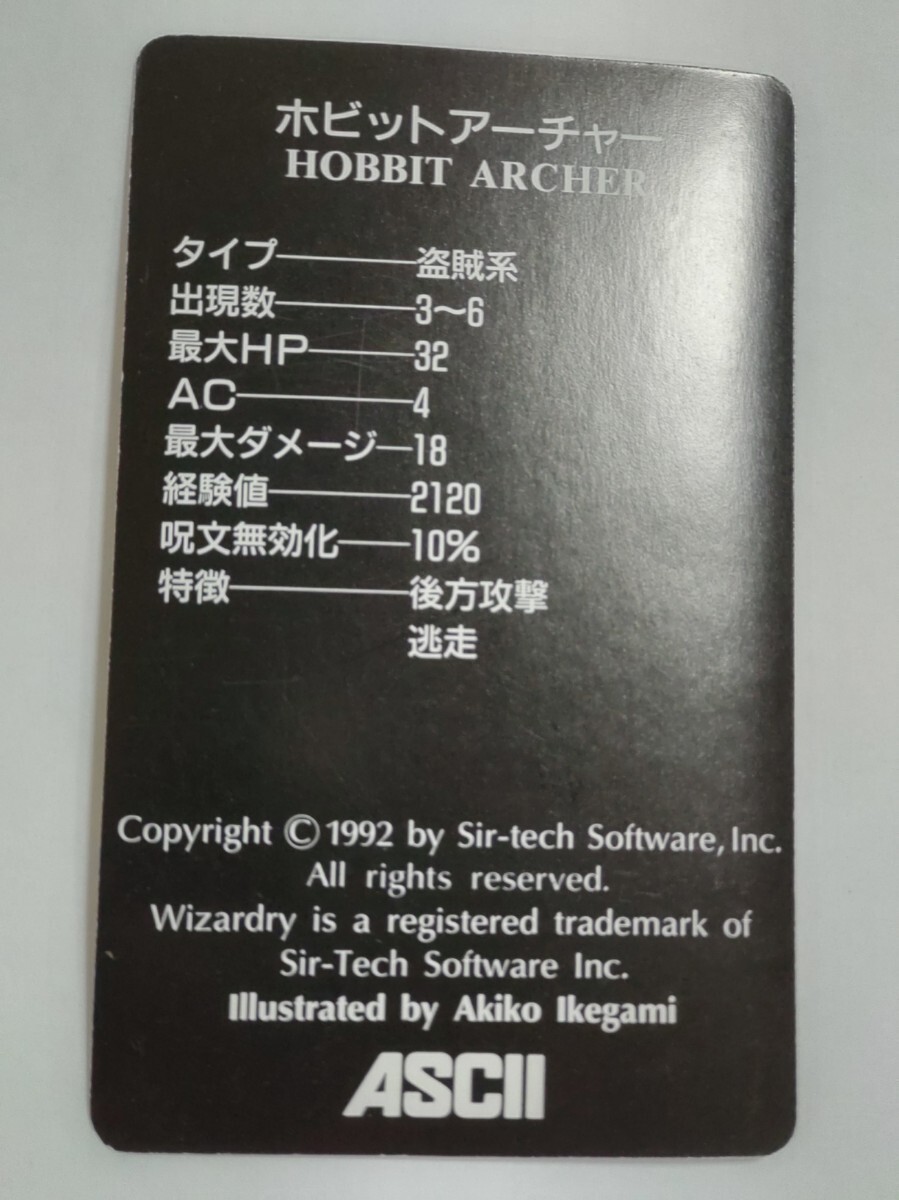 ホビットアーチャー
HOBBIT ARCHER
タイプ――盗賊系
出現数――3〜6
最大HP――32
AC――4
最大ダメージ―18
経験値――2120
呪文無効化――10%
特徴――後方攻撃
逃走
Copyright © 1992 by Sir-tech Software, Inc.
All rights reserved.
Wizardry is a registered trademark of
Sir-Tech Software Inc.
Illustrated by Akiko Ikegami
ASCII